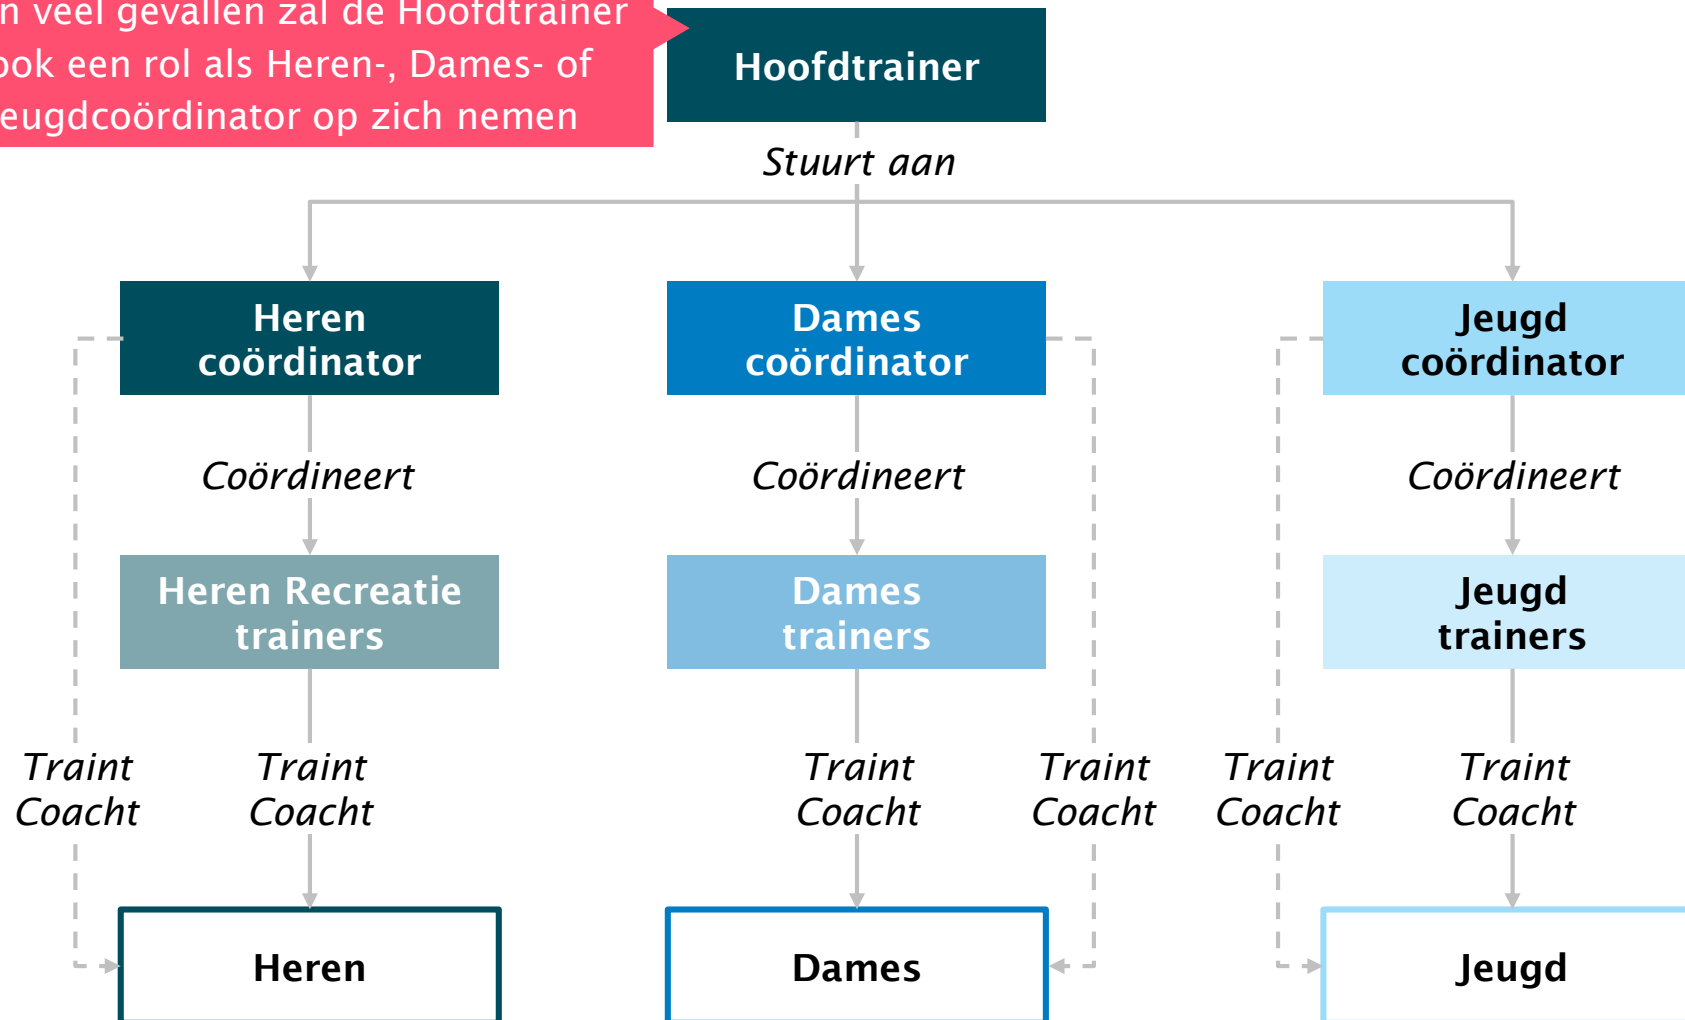 n veel gevallen zal de Hoofdtrainer
ook een rol als Heren-, Dames- of
eugdcoördinator op zich nemen
Hoofdtrainer
Stuurt aan
Heren
coördinator
Dames
coördinator
Jeugd
coördinator
Coördineert
Coördineert
Coördineert
Heren Recreatie
trainers
Dames
trainers
Jeugd
trainers
Traint
Coacht
Traint
Coacht
Traint
Coacht
Traint
Coacht
Traint
Coacht
Traint
Coacht
Heren
Dames
Jeugd